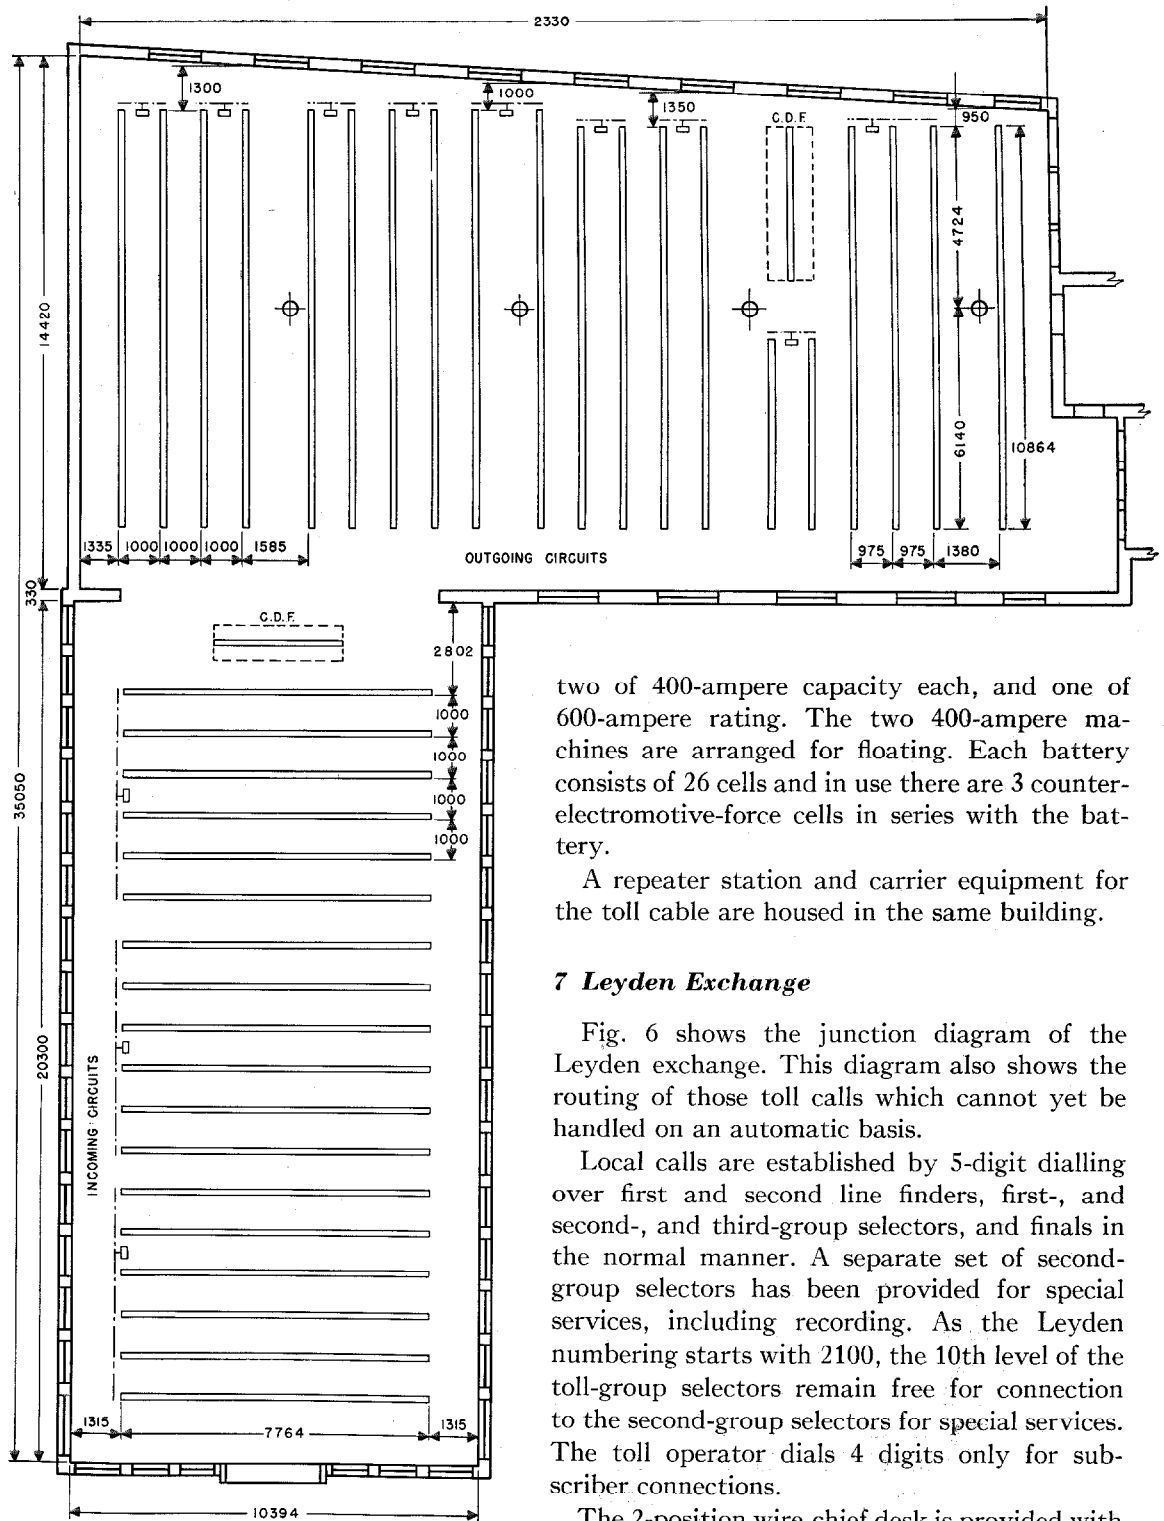 2330
1300
1000
1350
C.D.F.
950
4724
14420
6140
10864
1335 1000 1000 1000 1585
OUTGOING CIRCUITS
975 975 1380
330
C.D.F.
2802
1000
1000
1000
1000
35050
20300
INCOMING CIRCUITS
1315 7764 1315
10394
two of 400-ampere capacity each, and one of
600-ampere rating. The two 400-ampere ma-
chines are arranged for floating. Each battery
consists of 26 cells and in use there are 3 counter-
electromotive-force cells in series with the bat-
tery.
A repeater station and carrier equipment for
the toll cable are housed in the same building.
7 Leyden Exchange
Fig. 6 shows the junction diagram of the
Leyden exchange. This diagram also shows the
routing of those toll calls which cannot yet be
handled on an automatic basis.
Local calls are established by 5-digit dialling
over first and second line finders, first-, and
second-, and third-group selectors, and finals in
the normal manner. A separate set of second-
group selectors has been provided for special
services, including recording. As the Leyden
numbering starts with 2100, the 10th level of the
toll-group selectors remain free for connection
to the second-group selectors for special services.
The toll operator dials 4 digits only for sub-
scriber connections.
The 2-position wire chief desk is provided with